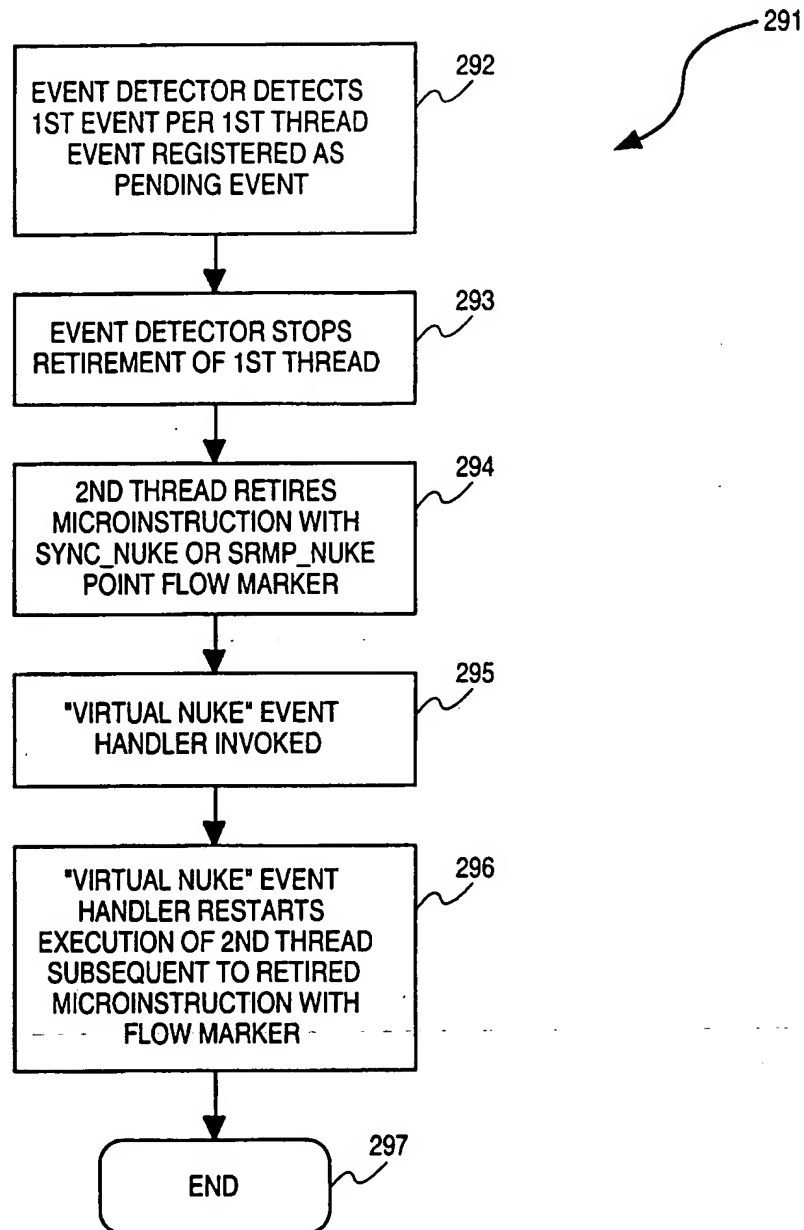 291
292
EVENT DETECTOR DETECTS
1ST EVENT PER 1ST THREAD
EVENT REGISTERED AS
PENDING EVENT
293
EVENT DETECTOR STOPS
RETIREMENT OF 1ST THREAD
294
2ND THREAD RETIRES
MICROINSTRUCTION WITH
SYNC_NUKE OR SRMP_NUKE
POINT FLOW MARKER
295
"VIRTUAL NUKE" EVENT
HANDLER INVOKED
296
"VIRTUAL NUKE" EVENT
HANDLER RESTARTS
EXECUTION OF 2ND THREAD
SUBSEQUENT TO RETIRED
MICROINSTRUCTION WITH
FLOW MARKER
297
END